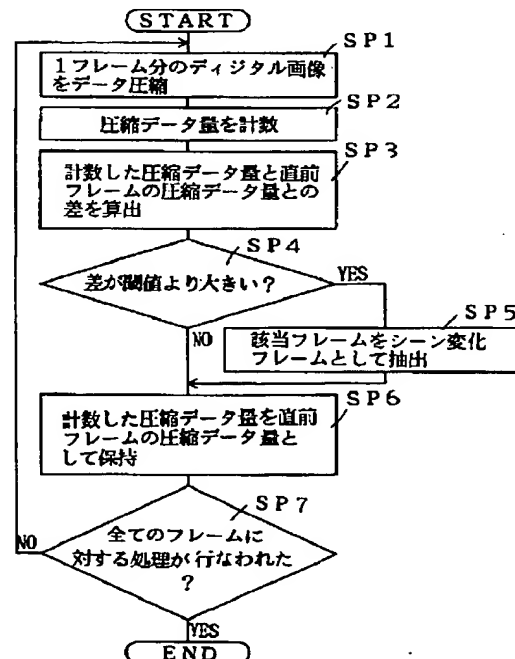 START
SP1
1フレーム分のディジタル画像
をデータ圧縮
SP2
圧縮データ量を計数
SP3
計数した圧縮データ量と直前
フレームの圧縮データ量との
差を算出
SP4
差が閾値より大きい?
YES
NO
SP5
該当フレームをシーン変化
フレームとして抽出
SP6
計数した圧縮データ量を直前
フレームの圧縮データ量と
して保持
SP7
全てのフレームに
対する処理が行なわれた
?
NO
YES
END